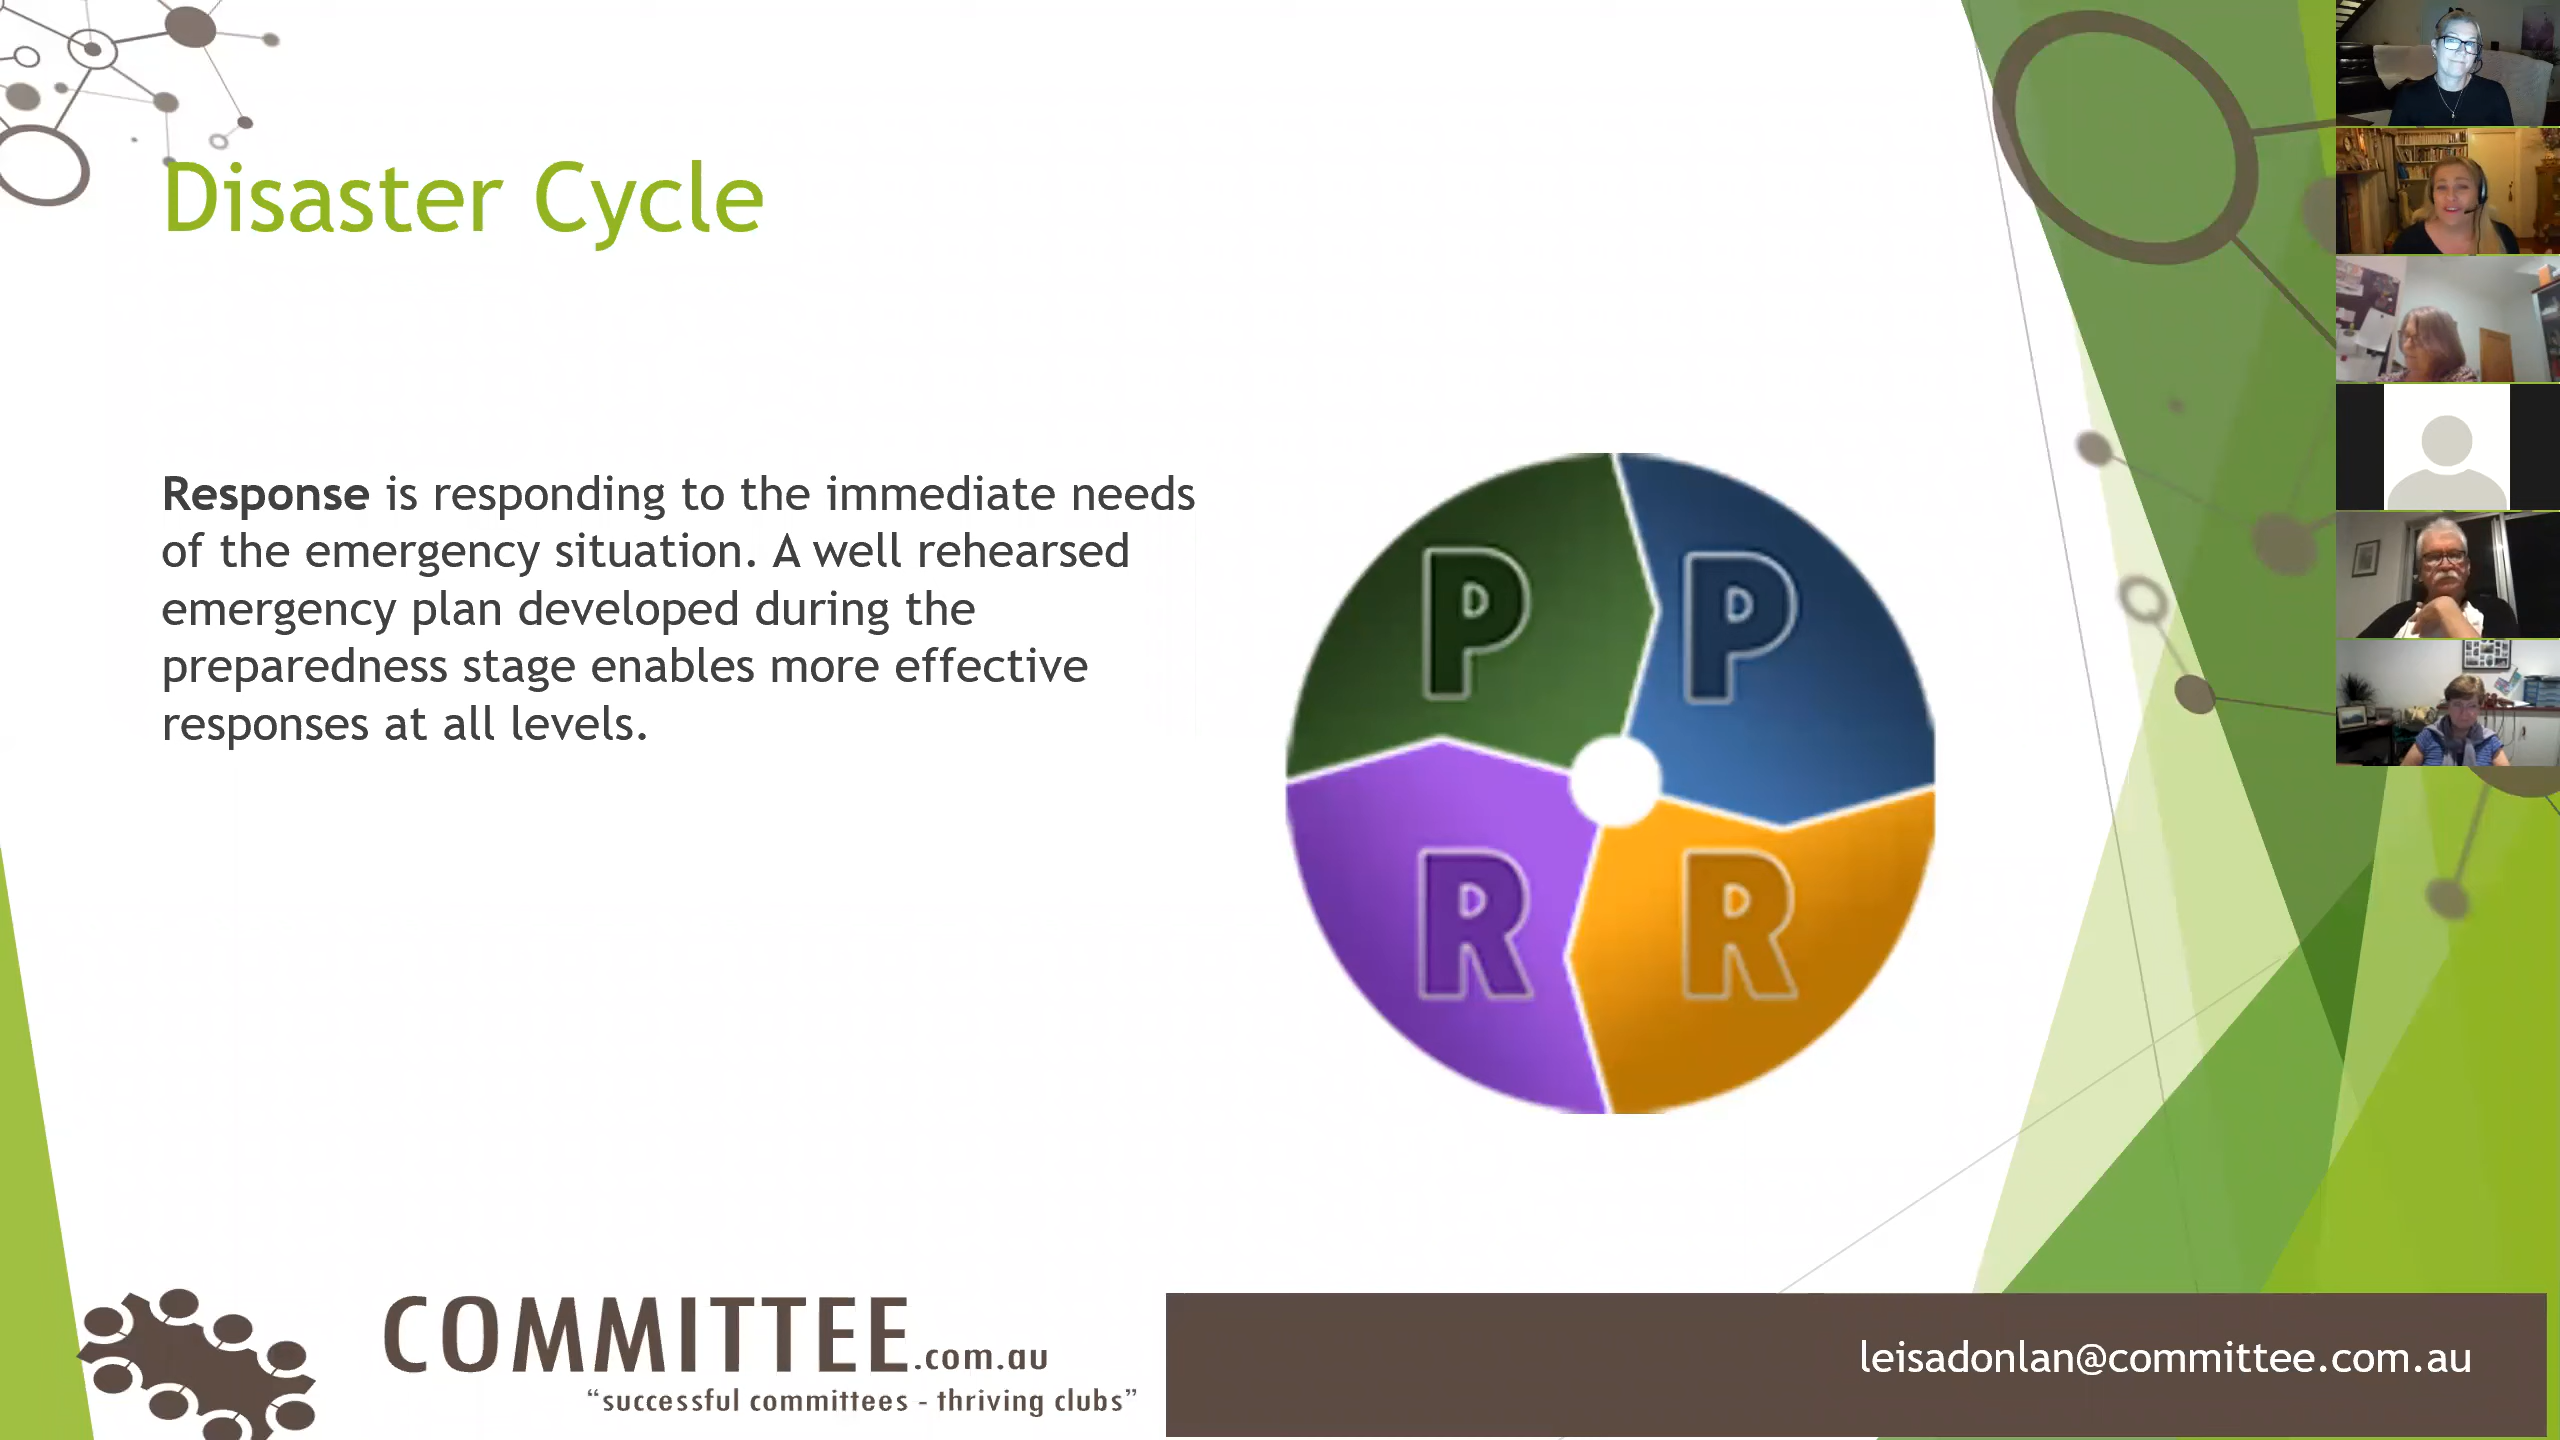 Disaster Cycle
Response is responding to the immediate needs
of the emergency situation. A well rehearsed
emergency plan developed during the
preparedness stage enables more effective
responses at all levels.
P P
R R
COMMITTEE.com.au
“successful committees - thriving clubs”
leisadonlan@committee.com.au